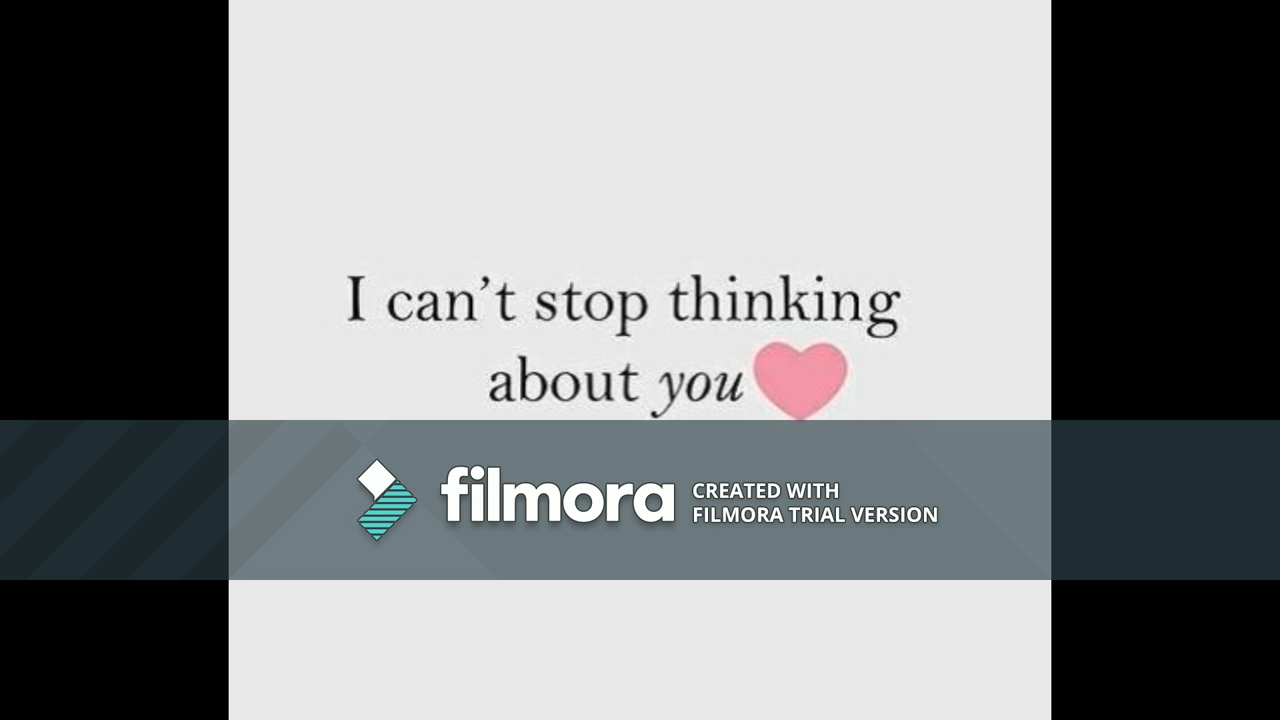 I can’t stop thinking
about you
filmora
CREATED WITH
FILMORA TRIAL VERSION